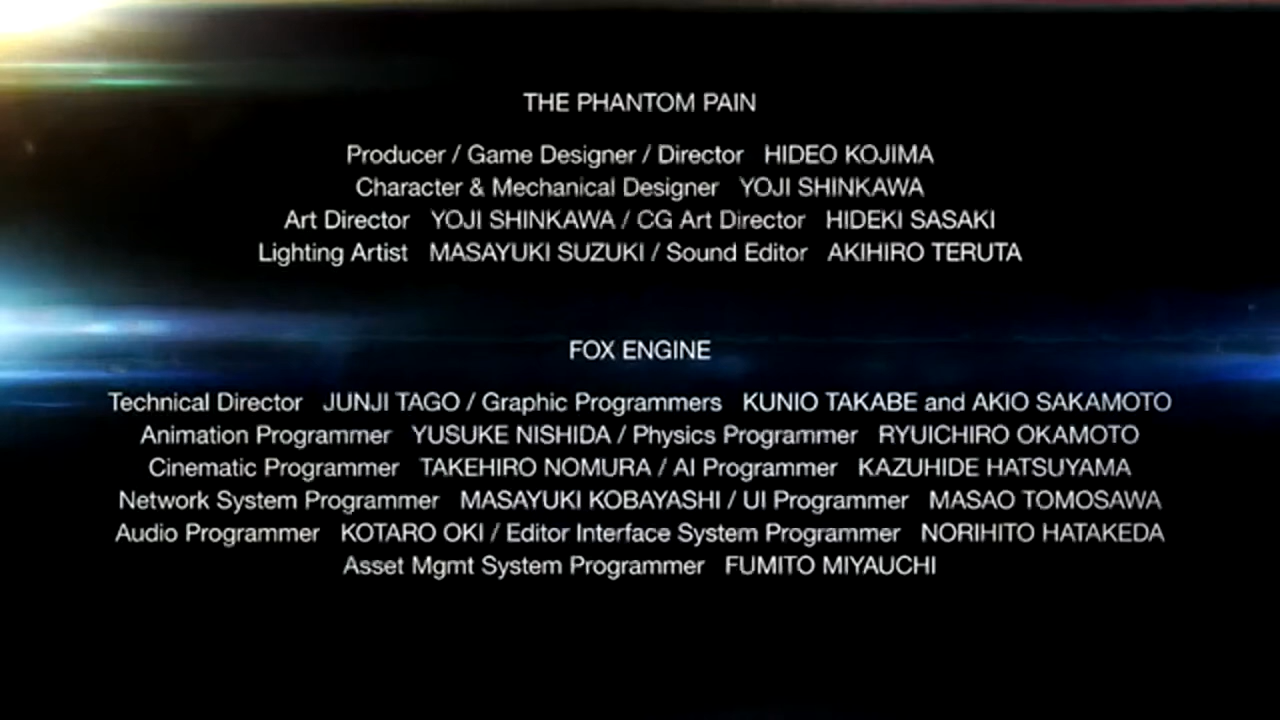 THE PHANTOM PAIN
Producer / Game Designer / Director HIDEO KOJIMA
Character & Mechanical Designer YOJI SHINKAWA
Art Director YOJI SHINKAWA / CG Art Director HIDEKI SASAKI
Lighting Artist MASAYUKI SUZUKI / Sound Editor AKIHIRO TERUTA
FOX ENGINE
Technical Director JUNJI TAGO / Graphic Programmers KUNIO TAKABE and AKIO SAKAMOTO
Animation Programmer YUSUKE NISHIDA / Physics Programmer RYUICHIRO OKAMOTO
Cinematic Programmer TAKEHIRO NOMURA / AI Programmer KAZUHIDE HATSUYAMA
Network System Programmer MASAYUKI KOBAYASHI / UI Programmer MASAO TOMOSAWA
Audio Programmer KOTARO OKI / Editor Interface System Programmer NORIHITO HATAKEDA
Asset Mgmt System Programmer FUMITO MIYAUCHI